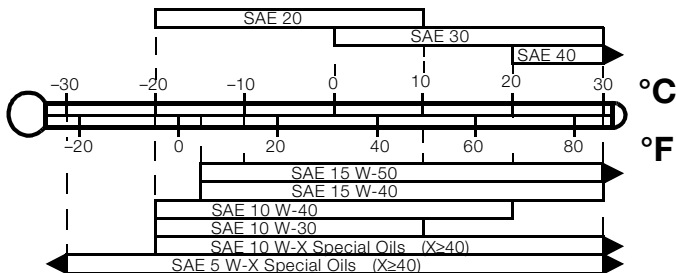 SAE 20
SAE 30
SAE 40
−30 −20 −10 0 10 20 30 °C
−20 0 20 40 60 80 °F
SAE 15 W-50
SAE 15 W-40
SAE 10 W-40
SAE 10 W-30
SAE 10 W-X Special Oils (X≥40)
SAE 5 W-X Special Oils (X≥40)